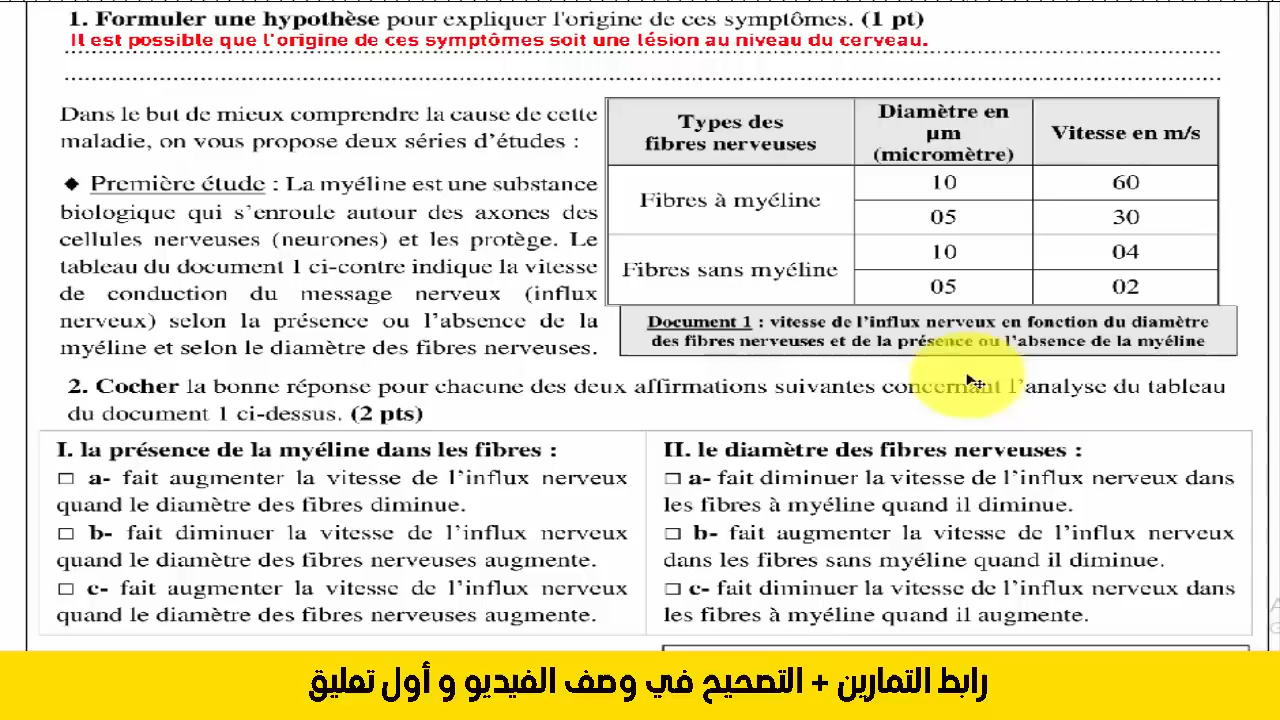 1. Formuler une hypothèse pour expliquer l'origine de ces symptômes. (1 pt)
Il est possible que l'origine de ces symptômes soit une lésion au niveau du cerveau.
Dans le but de mieux comprendre la cause de cette
maladie, on vous propose deux séries d'études :
◆ Première étude : La myéline est une substance
biologique qui s'enroule autour des axones des
cellules nerveuses (neurones) et les protège. Le
tableau du document 1 ci-contre indique la vitesse
de conduction du message nerveux (influx
nerveux) selon la présence ou l'absence de la
myéline et selon le diamètre des fibres nerveuses.
Types des
fibres nerveuses
Diamètre en
µm
(micromètre)
Vitesse en m/s
Fibres à myéline
10
60
05
30
Fibres sans myéline
10
04
05
02
Document 1 : vitesse de l'influx nerveux en fonction du diamètre
des fibres nerveuses et de la présence ou l'absence de la myéline
2. Cocher la bonne réponse pour chacune des deux affirmations suivantes concernant l'analyse du tableau
du document 1 ci-dessus. (2 pts)
I. la présence de la myéline dans les fibres :
□ a- fait augmenter la vitesse de l'influx nerveux
quand le diamètre des fibres diminue.
□ b- fait diminuer la vitesse de l'influx nerveux
quand le diamètre des fibres nerveuses augmente.
□ c- fait augmenter la vitesse de l'influx nerveux
quand le diamètre des fibres nerveuses augmente.
II. le diamètre des fibres nerveuses :
□ a- fait diminuer la vitesse de l'influx nerveux dans
les fibres à myéline quand il diminue.
□ b- fait augmenter la vitesse de l'influx nerveux
dans les fibres sans myéline quand il diminue.
□ c- fait diminuer la vitesse de l'influx nerveux dans
les fibres à myéline quand il augmente.
رابط التمارين + التصحيح في وصف الفيديو و أول تعليق